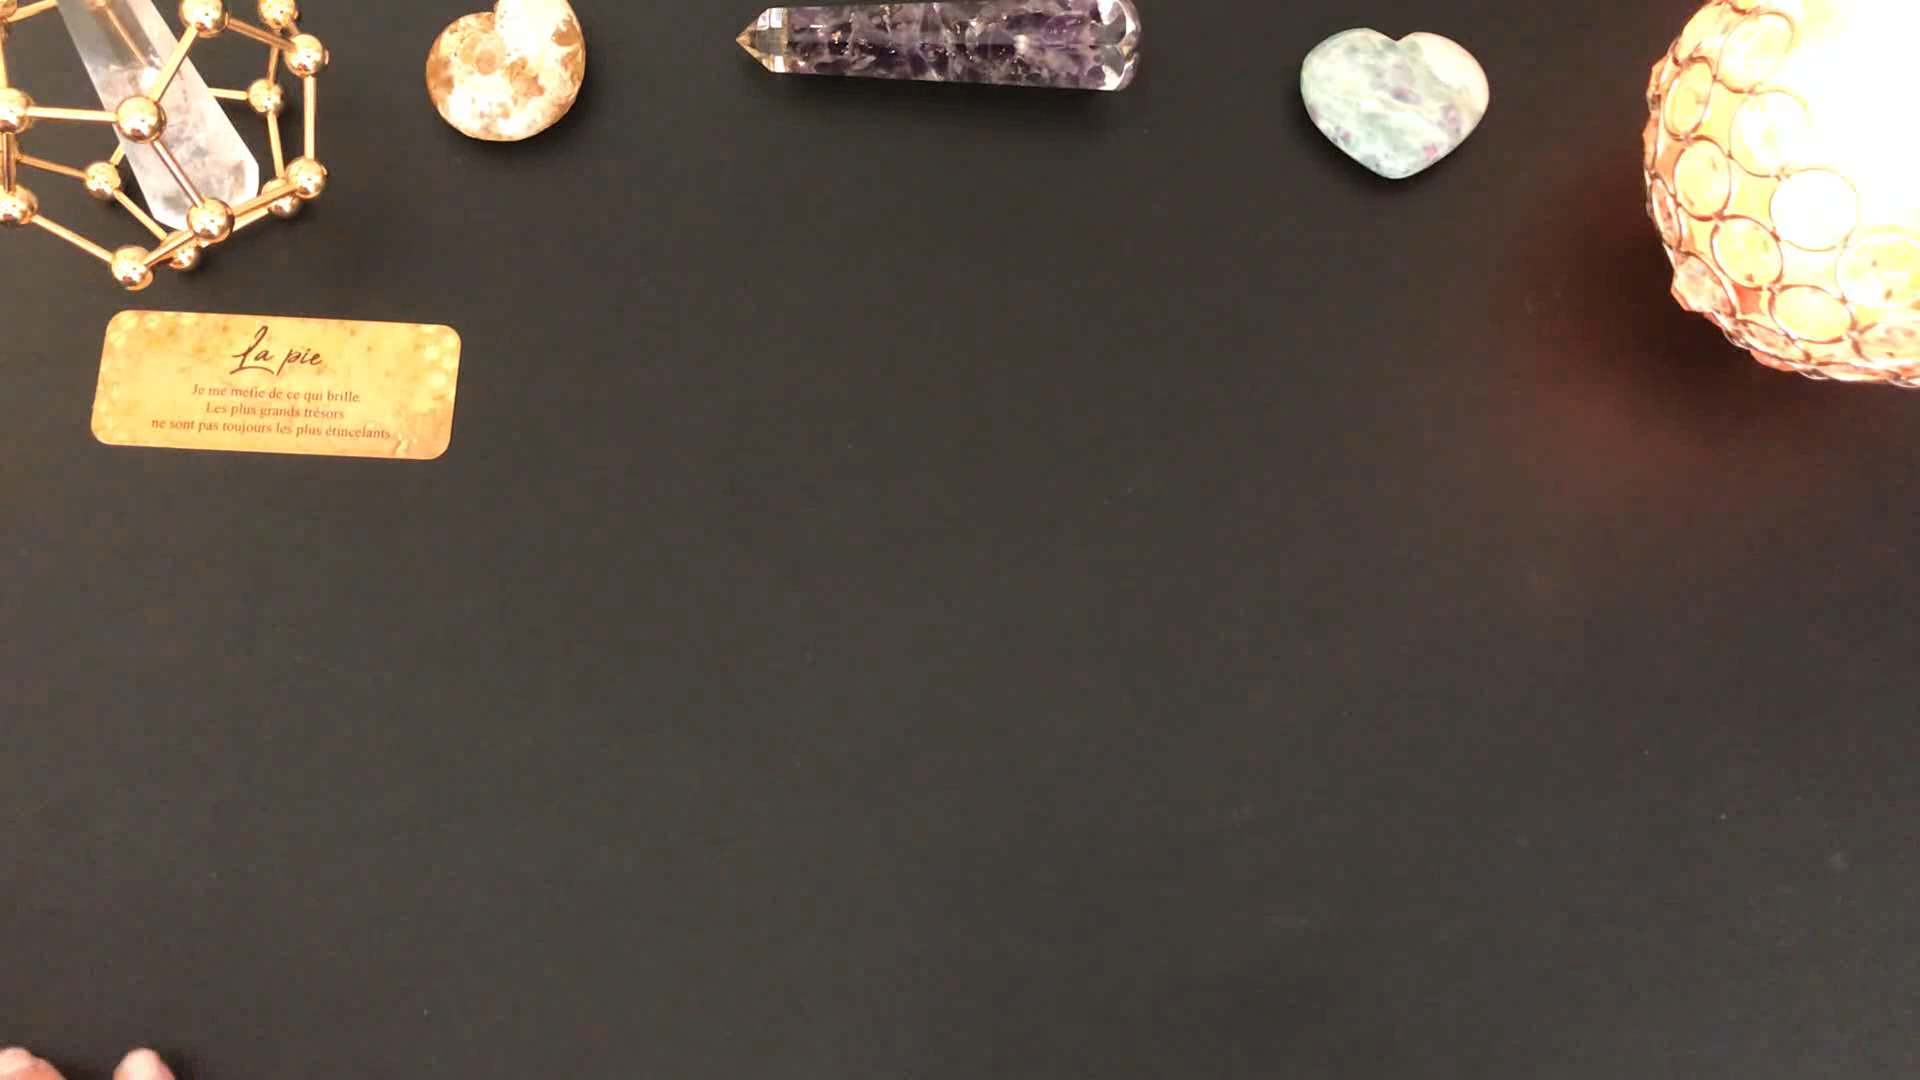 La pie
Je me méfie de ce qui brille.
Les plus grands trésors
ne sont pas toujours les plus étincelants.